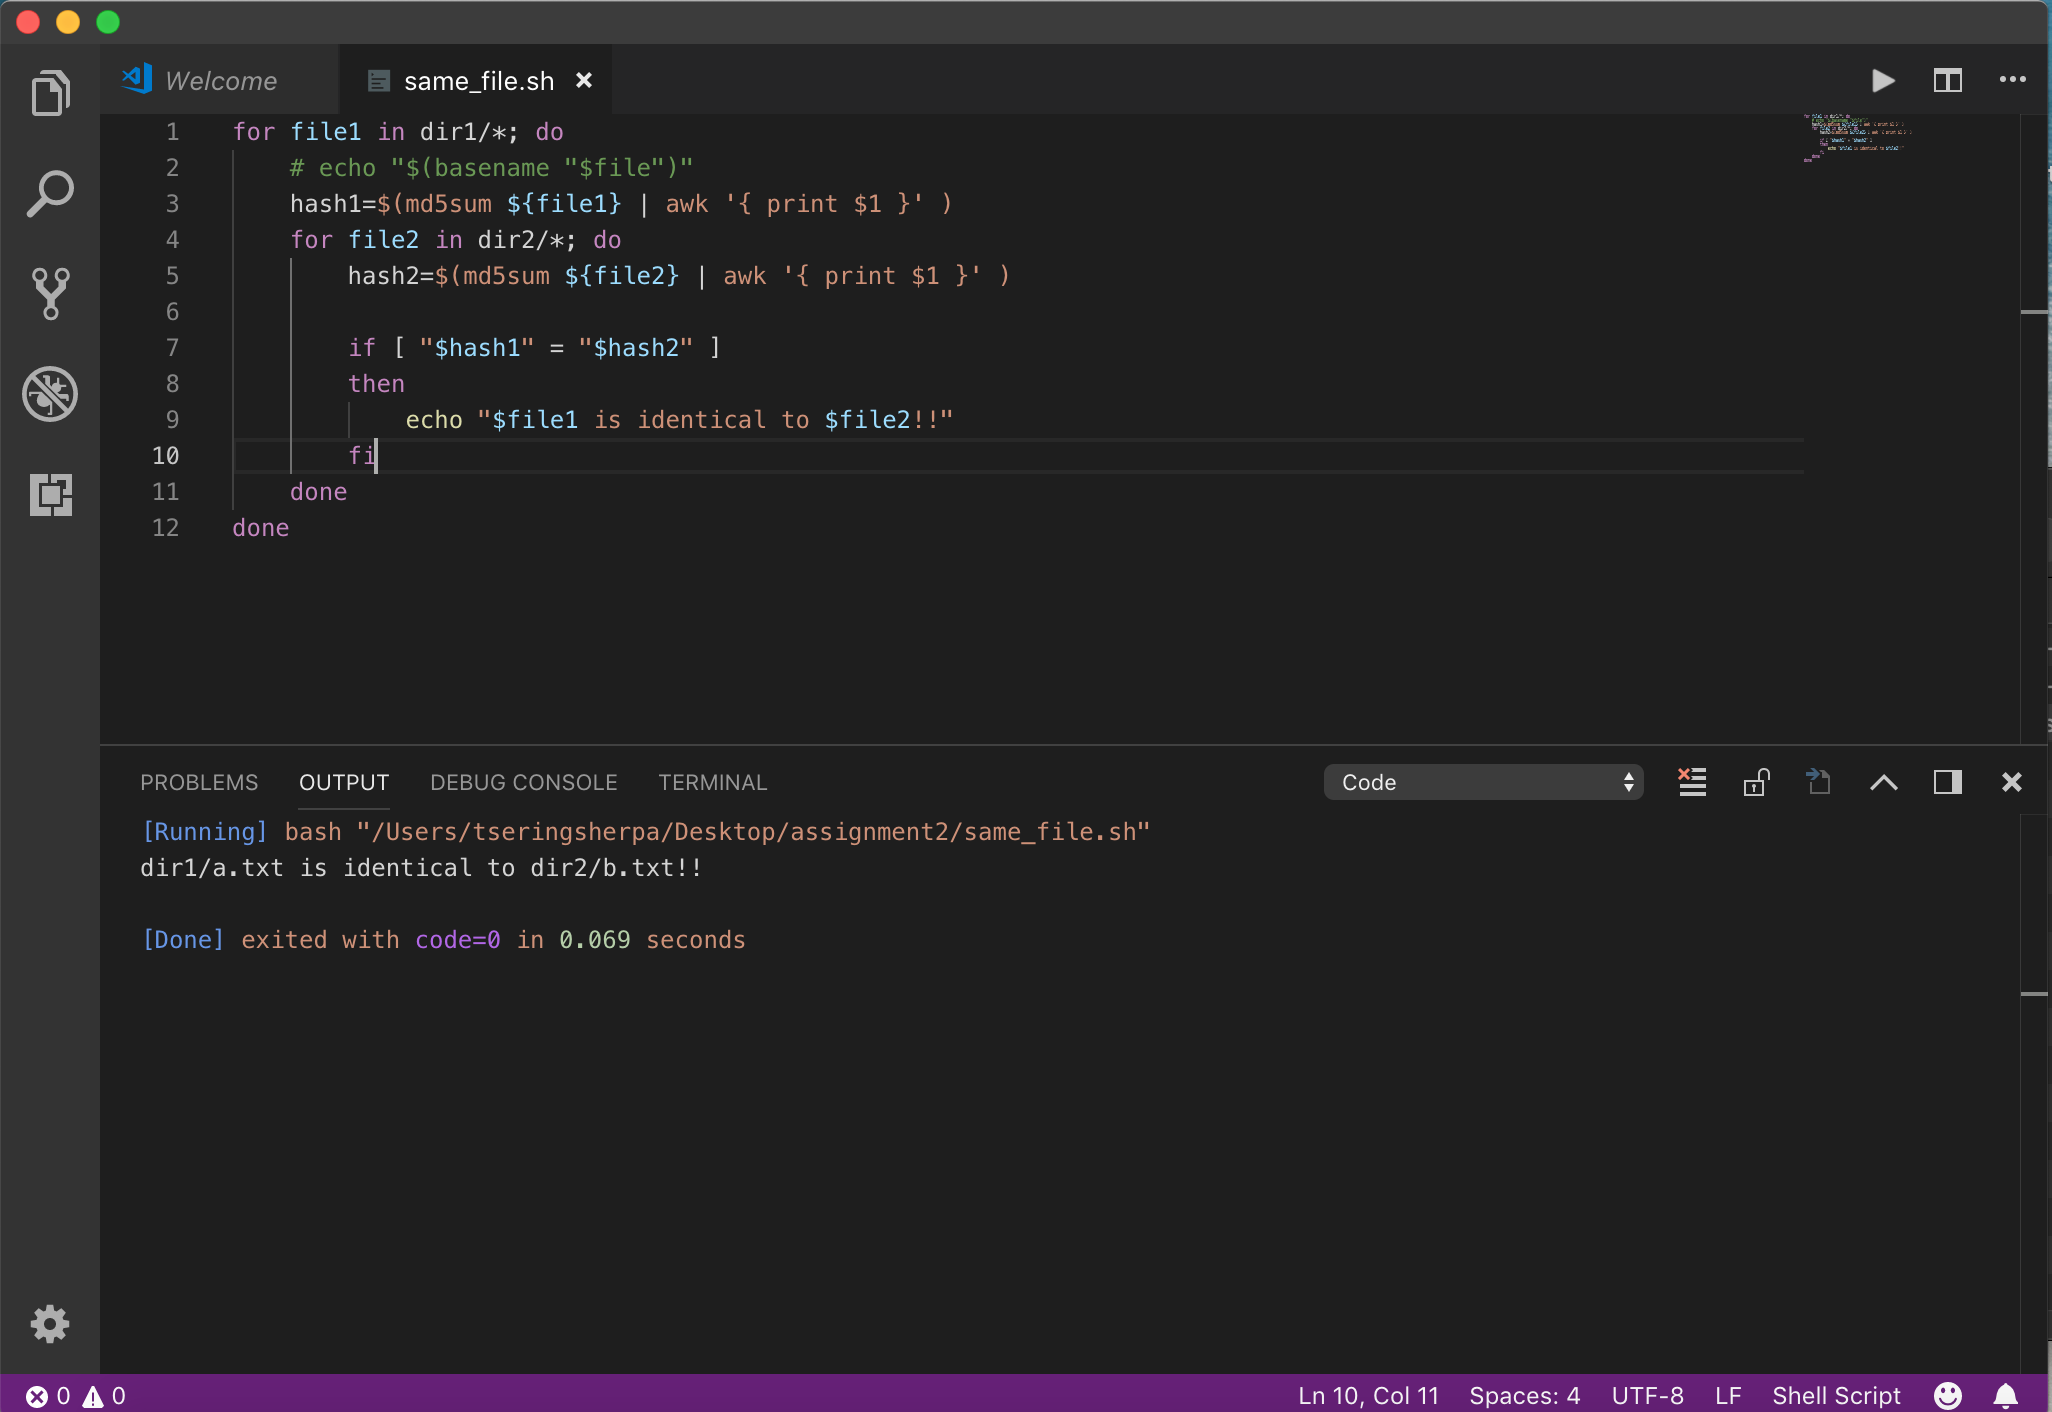 Welcome same_file.sh
1 for file1 in dir1/*; do
2 # echo "$(basename "$file")"
3 hash1=$(md5sum ${file1} | awk '{ print $1 }' )
4 for file2 in dir2/*; do
5 hash2=$(md5sum ${file2} | awk '{ print $1 }' )
6
7 if [ "$hash1" = "$hash2" ]
8 then
9 echo "$file1 is identical to $file2!!"
10 fi
11 done
12 done
PROBLEMS OUTPUT DEBUG CONSOLE TERMINAL Code
[Running] bash "/Users/tseringsherpa/Desktop/assignment2/same_file.sh"
dir1/a.txt is identical to dir2/b.txt!!
[Done] exited with code=0 in 0.069 seconds
0 0 Ln 10, Col 11 Spaces: 4 UTF-8 LF Shell Script